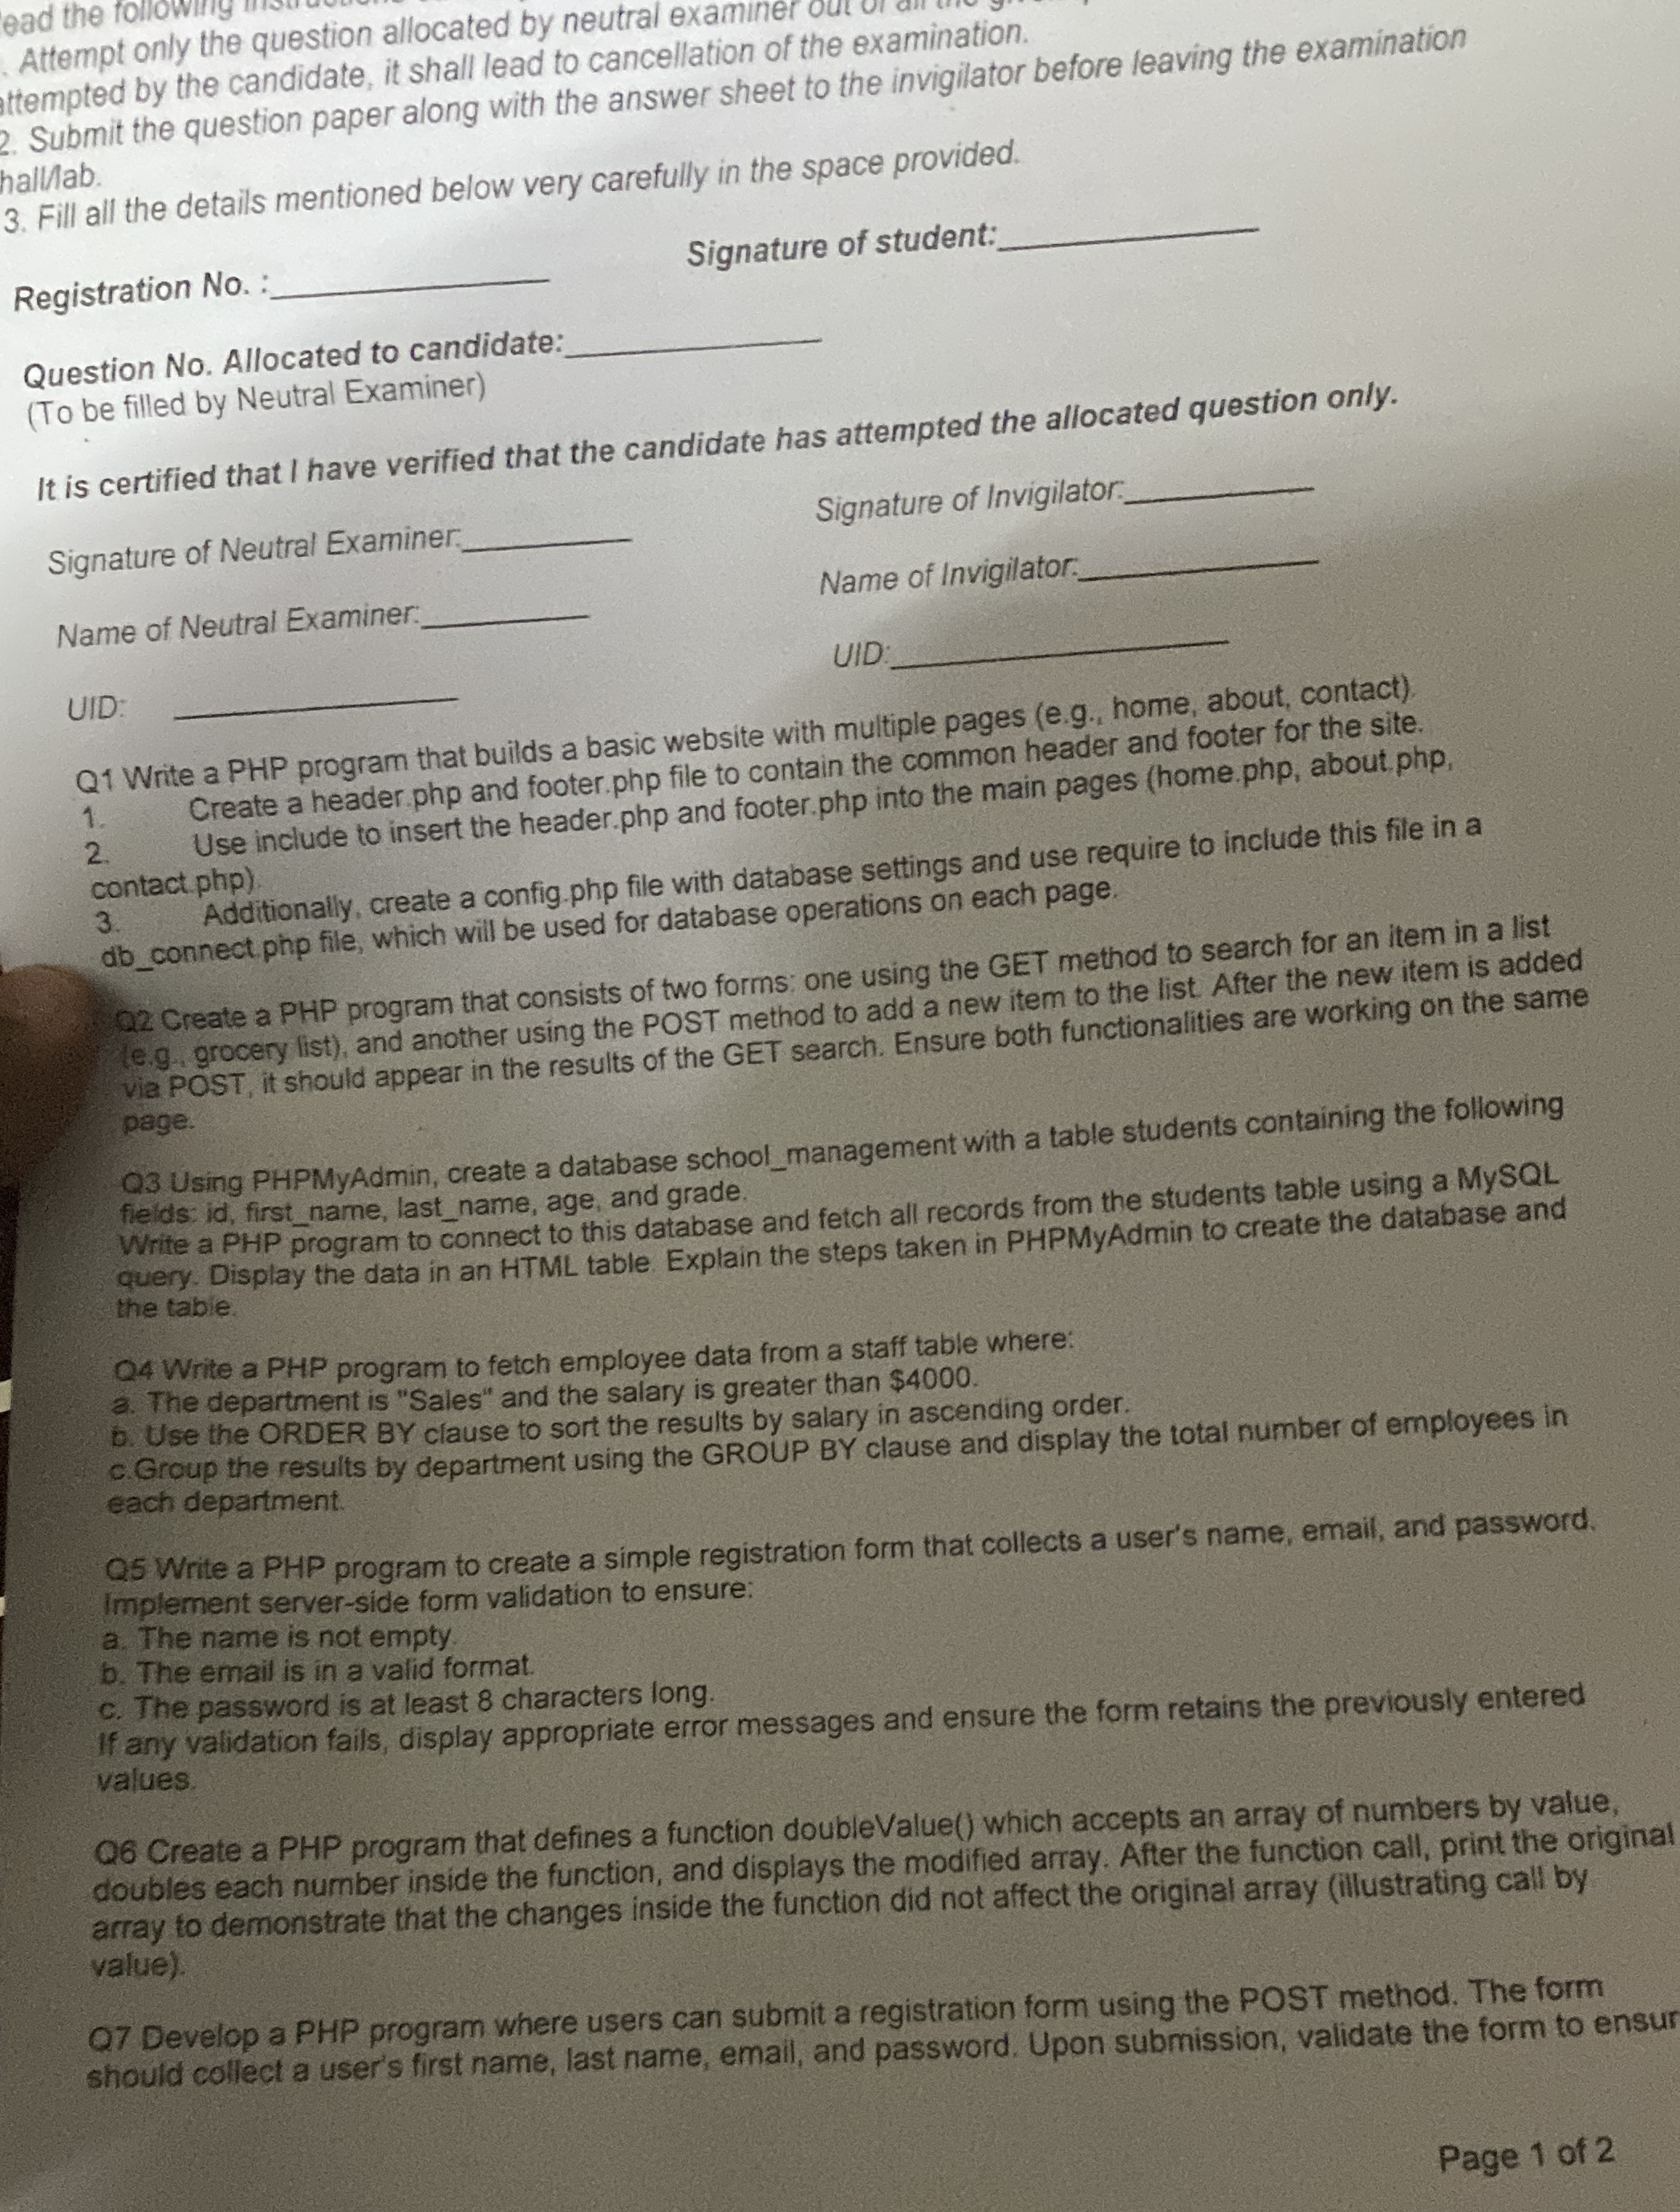 ead the following
. Attempt only the question allocated by neutral examiner out of all the
attempted by the candidate, it shall lead to cancellation of the examination.
2. Submit the question paper along with the answer sheet to the invigilator before leaving the examination
hall/lab.
3. Fill all the details mentioned below very carefully in the space provided.
Registration No. :____________ Signature of student:____________
Question No. Allocated to candidate:____________
(To be filled by Neutral Examiner)
It is certified that I have verified that the candidate has attempted the allocated question only.
Signature of Neutral Examiner:____________ Signature of Invigilator:____________
Name of Neutral Examiner:____________ Name of Invigilator:____________
UID: ____________ UID:____________
Q1 Write a PHP program that builds a basic website with multiple pages (e.g., home, about, contact).
1. Create a header.php and footer.php file to contain the common header and footer for the site.
2. Use include to insert the header.php and footer.php into the main pages (home.php, about.php,
contact.php).
3. Additionally, create a config.php file with database settings and use require to include this file in a
db_connect.php file, which will be used for database operations on each page.
Q2 Create a PHP program that consists of two forms: one using the GET method to search for an item in a list
(e.g., grocery list), and another using the POST method to add a new item to the list. After the new item is added
via POST, it should appear in the results of the GET search. Ensure both functionalities are working on the same
page.
Q3 Using PHPMyAdmin, create a database school_management with a table students containing the following
fields: id, first_name, last_name, age, and grade.
Write a PHP program to connect to this database and fetch all records from the students table using a MySQL
query. Display the data in an HTML table. Explain the steps taken in PHPMyAdmin to create the database and
the table.
Q4 Write a PHP program to fetch employee data from a staff table where:
a. The department is "Sales" and the salary is greater than $4000.
b. Use the ORDER BY clause to sort the results by salary in ascending order.
c.Group the results by department using the GROUP BY clause and display the total number of employees in
each department.
Q5 Write a PHP program to create a simple registration form that collects a user's name, email, and password.
Implement server-side form validation to ensure:
a. The name is not empty.
b. The email is in a valid format.
c. The password is at least 8 characters long.
If any validation fails, display appropriate error messages and ensure the form retains the previously entered
values.
Q6 Create a PHP program that defines a function doubleValue() which accepts an array of numbers by value,
doubles each number inside the function, and displays the modified array. After the function call, print the original
array to demonstrate that the changes inside the function did not affect the original array (illustrating call by
value).
Q7 Develop a PHP program where users can submit a registration form using the POST method. The form
should collect a user's first name, last name, email, and password. Upon submission, validate the form to ensur
Page 1 of 2